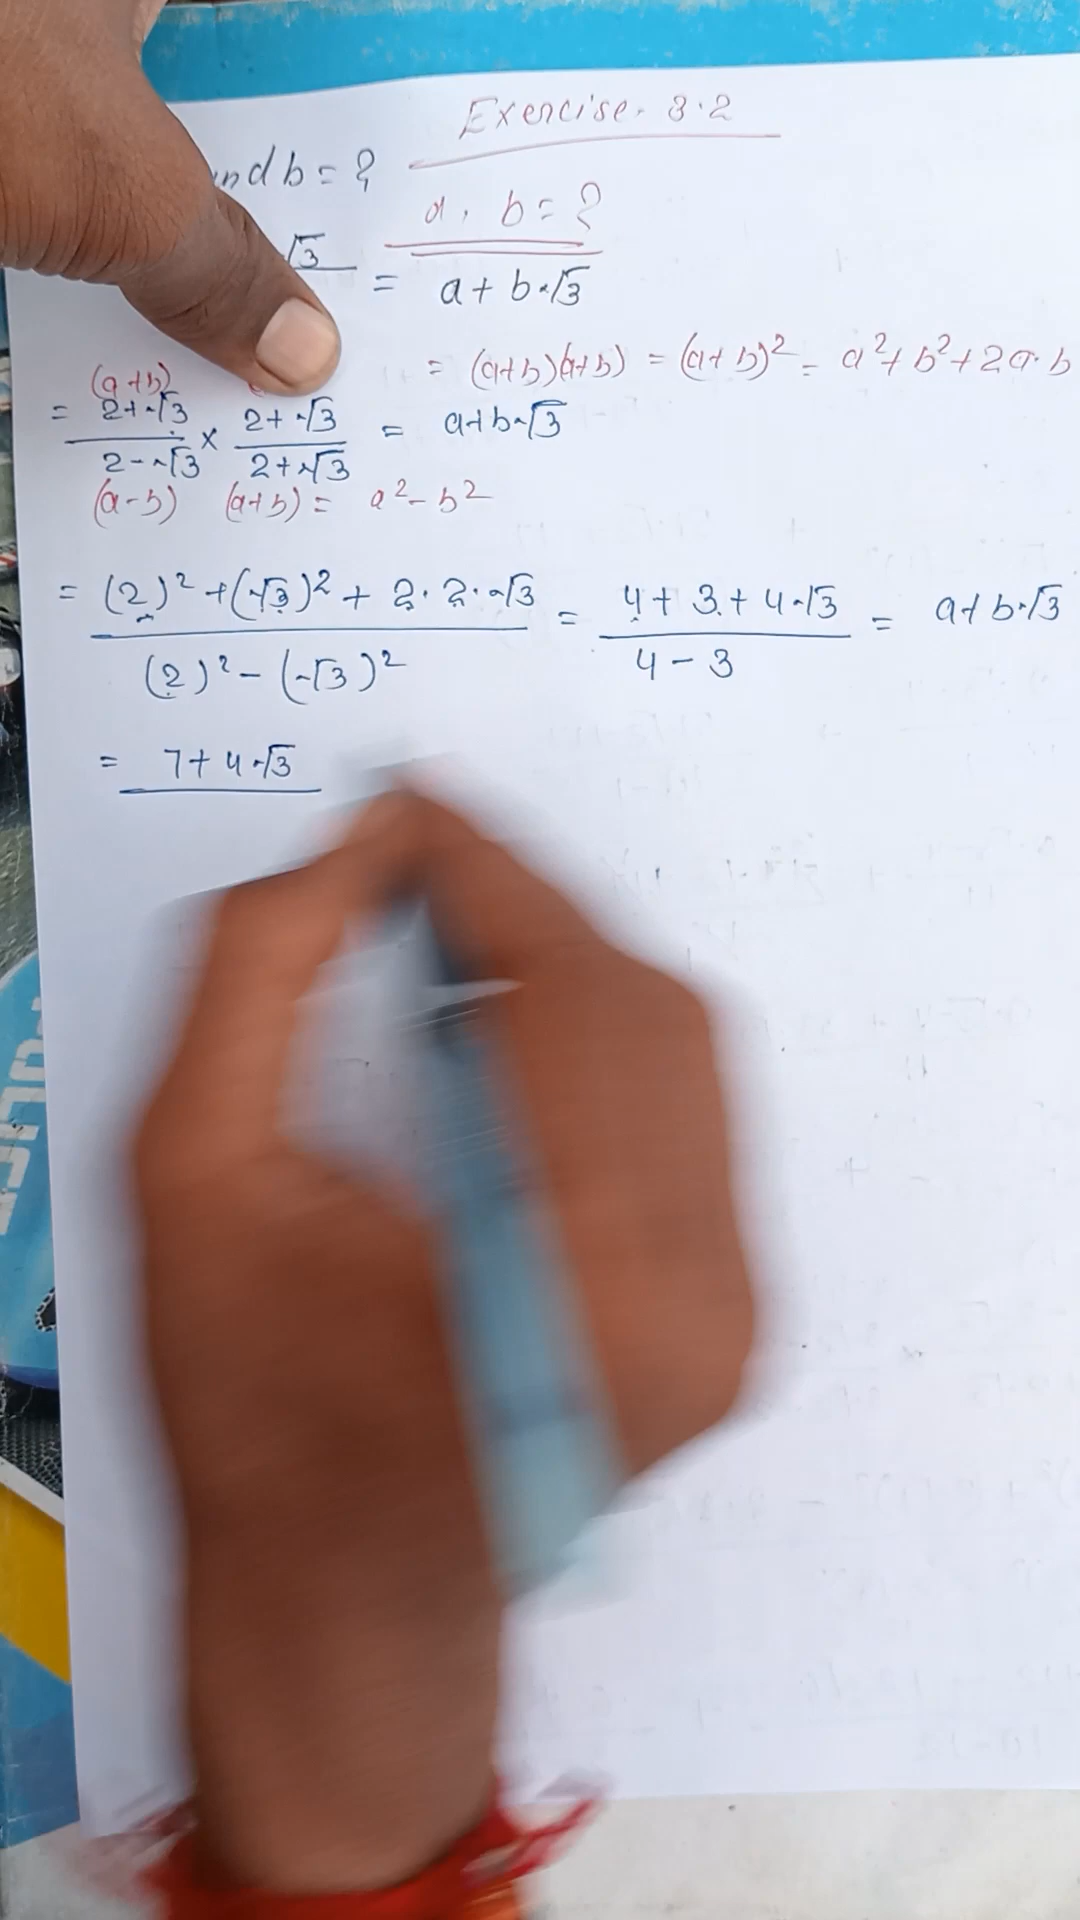 Exercise. 3.2
b = ?
a, b = ?
√3 = a + b√3
= (a+b)(a+b) = (a+b)² = a² + b² + 2a·b
(a+b)
= 2+√3 / 2-√3 × 2+√3 / 2+√3 = a+b√3
(a-b) (a+b) = a² - b²
= (2)² + (√3)² + 2·2·√3 / (2)² - (√3)² = 4+3+4√3 / 4-3 = a+b√3
= 7+4√3